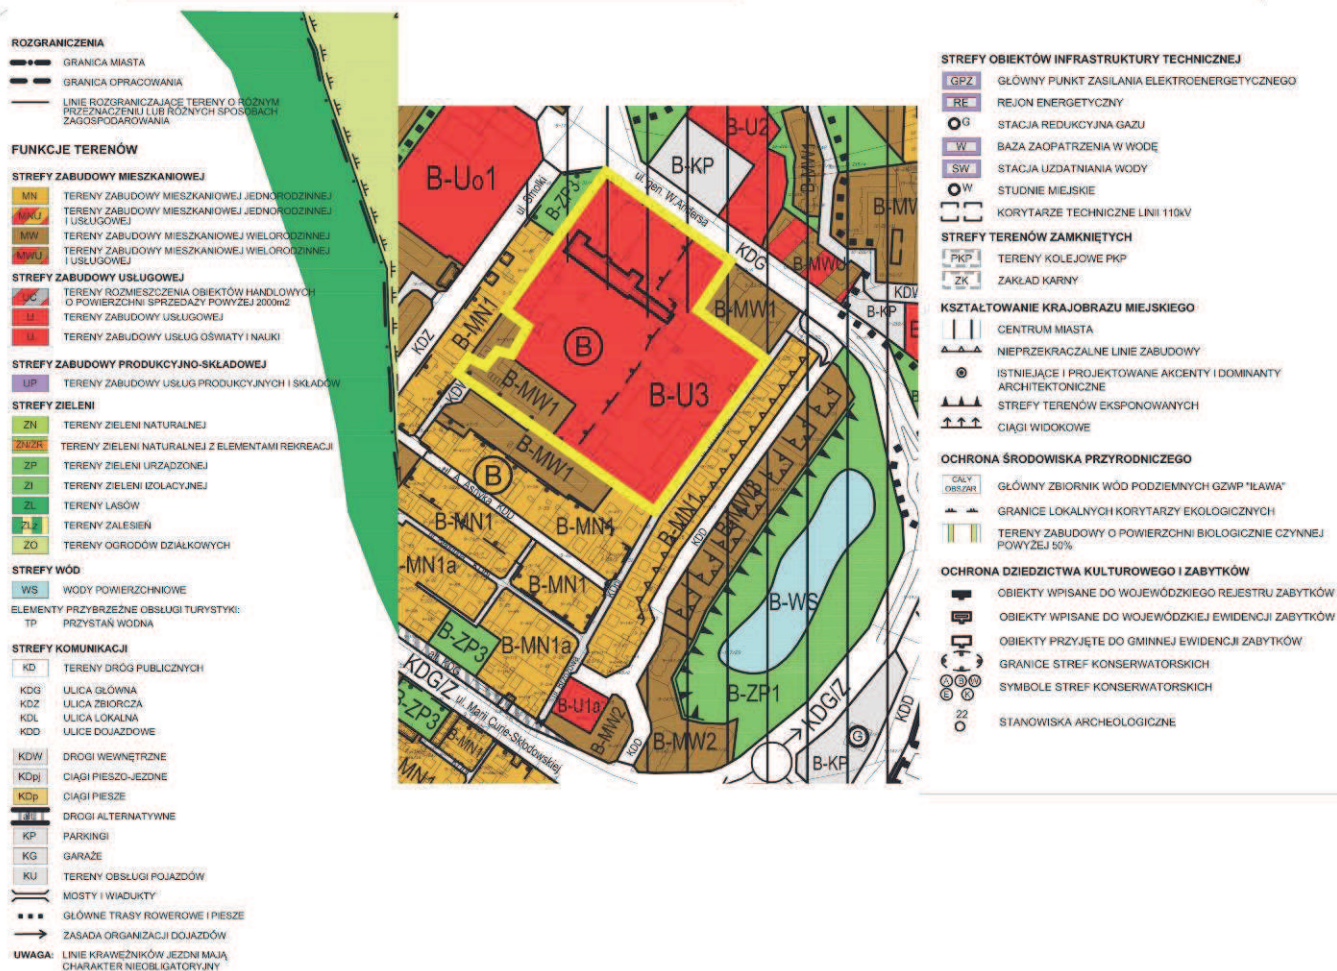 ROZGRANICZENIA
GRANICA MIASTA
GRANICA OPRACOWANIA
LINIE ROZGRANICZAJĄCE TERENY O RÓŻNYM
PRZEZNACZENIU LUB RÓŻNYCH SPOSOBACH
ZAGOSPODAROWANIA
FUNKCJE TERENÓW
STREFY ZABUDOWY MIESZKANIOWEJ
MN TERENY ZABUDOWY MIESZKANIOWEJ JEDNORODZINNEJ
MNU TERENY ZABUDOWY MIESZKANIOWEJ JEDNORODZINNEJ
I USŁUGOWEJ
MW TERENY ZABUDOWY MIESZKANIOWEJ WIELORODZINNEJ
MWU TERENY ZABUDOWY MIESZKANIOWEJ WIELORODZINNEJ
I USŁUGOWEJ
STREFY ZABUDOWY USŁUGOWEJ
UC TERENY ROZMIESZCZENIA OBIEKTÓW HANDLOWYCH
O POWIERZCHNI SPRZEDAŻY POWYŻEJ 2000m2
U TERENY ZABUDOWY USŁUGOWEJ
U TERENY ZABUDOWY USŁUG OŚWIATY I NAUKI
STREFY ZABUDOWY PRODUKCYJNO-SKŁADOWEJ
UP TERENY ZABUDOWY USŁUG PRODUKCYJNYCH I SKŁADÓW
STREFY ZIELENI
ZN TERENY ZIELENI NATURALNEJ
ZN/ZR TERENY ZIELENI NATURALNEJ Z ELEMENTAMI REKREACJI
ZP TERENY ZIELENI URZĄDZONEJ
ZI TERENY ZIELENI IZOLACYJNEJ
ZL TERENY LASÓW
ZLz TERENY ZALESIEŃ
ZO TERENY OGRODÓW DZIAŁKOWYCH
STREFY WÓD
WS WODY POWIERZCHNIOWE
ELEMENTY PRZYBRZEŻNE OBSŁUGI TURYSTYKI:
TP PRZYSTAŃ WODNA
STREFY KOMUNIKACJI
KD TERENY DRÓG PUBLICZNYCH
KDG ULICA GŁÓWNA
KDZ ULICA ZBIORCZA
KDL ULICA LOKALNA
KDD ULICE DOJAZDOWE
KDW DROGI WEWNĘTRZNE
KDpj CIĄGI PIESZO-JEZDNE
KDp CIĄGI PIESZE
DROGI ALTERNATYWNE
KP PARKINGI
KG GARAŻE
KU TERENY OBSŁUGI POJAZDÓW
MOSTY I WIADUKTY
GŁÓWNE TRASY ROWEROWE I PIESZE
ZASADA ORGANIZACJI DOJAZDÓW
UWAGA: LINIE KRAWĘŻNIKÓW JEZDNI MAJĄ
CHARAKTER NIEOBLIGATORYJNY
B-U2
B-KP
B-MW1
B-Uo1
ul. Smolki
B-ZP3
ul. gen. W.Andersa
B-MW
KDG
B-MWU
KDW
B-KP
B-MW1
B-MN1
KDZ
B
B-U3
KDW
B-MW1
B-MW1
B
KDD
B-MN1
B-MN1
B-MN1
B-MW3
KDD
MN1a
B-MN1
KDD
B-WS
B-ZP3
B-MN1a
KDG/Z
B-ZP1
KDG/Z
KDD
ul. Marii Curie-Skłodowskiej
B-U1a
B-MW2
KDD
B-MW2
B-ZP3
B-MN1
MN1
G
B-KP
STREFY OBIEKTÓW INFRASTRUKTURY TECHNICZNEJ
GPZ GŁÓWNY PUNKT ZASILANIA ELEKTROENERGETYCZNEGO
RE REJON ENERGETYCZNY
G STACJA REDUKCYJNA GAZU
W BAZA ZAOPATRZENIA W WODĘ
SW STACJA UZDATNIANIA WODY
W STUDNIE MIEJSKIE
KORYTARZE TECHNICZNE LINII 110kV
STREFY TERENÓW ZAMKNIĘTYCH
PKP TERENY KOLEJOWE PKP
ZK ZAKŁAD KARNY
KSZTAŁTOWANIE KRAJOBRAZU MIEJSKIEGO
CENTRUM MIASTA
NIEPRZEKRACZALNE LINIE ZABUDOWY
ISTNIEJĄCE I PROJEKTOWANE AKCENTY I DOMINANTY
ARCHITEKTONICZNE
STREFY TERENÓW EKSPONOWANYCH
CIĄGI WIDOKOWE
OCHRONA ŚRODOWISKA PRZYRODNICZEGO
CAŁY
OBSZAR
GŁÓWNY ZBIORNIK WÓD PODZIEMNYCH GZWP "IŁAWA"
GRANICE LOKALNYCH KORYTARZY EKOLOGICZNYCH
TERENY ZABUDOWY O POWIERZCHNI BIOLOGICZNIE CZYNNEJ
POWYŻEJ 50%
OCHRONA DZIEDZICTWA KULTUROWEGO I ZABYTKÓW
OBIEKTY WPISANE DO WOJEWÓDZKIEGO REJESTRU ZABYTKÓW
OBIEKTY WPISANE DO WOJEWÓDZKIEJ EWIDENCJI ZABYTKÓW
OBIEKTY PRZYJĘTE DO GMINNEJ EWIDENCJI ZABYTKÓW
GRANICE STREF KONSERWATORSKICH
A B W
E K
SYMBOLE STREF KONSERWATORSKICH
22
STANOWISKA ARCHEOLOGICZNE